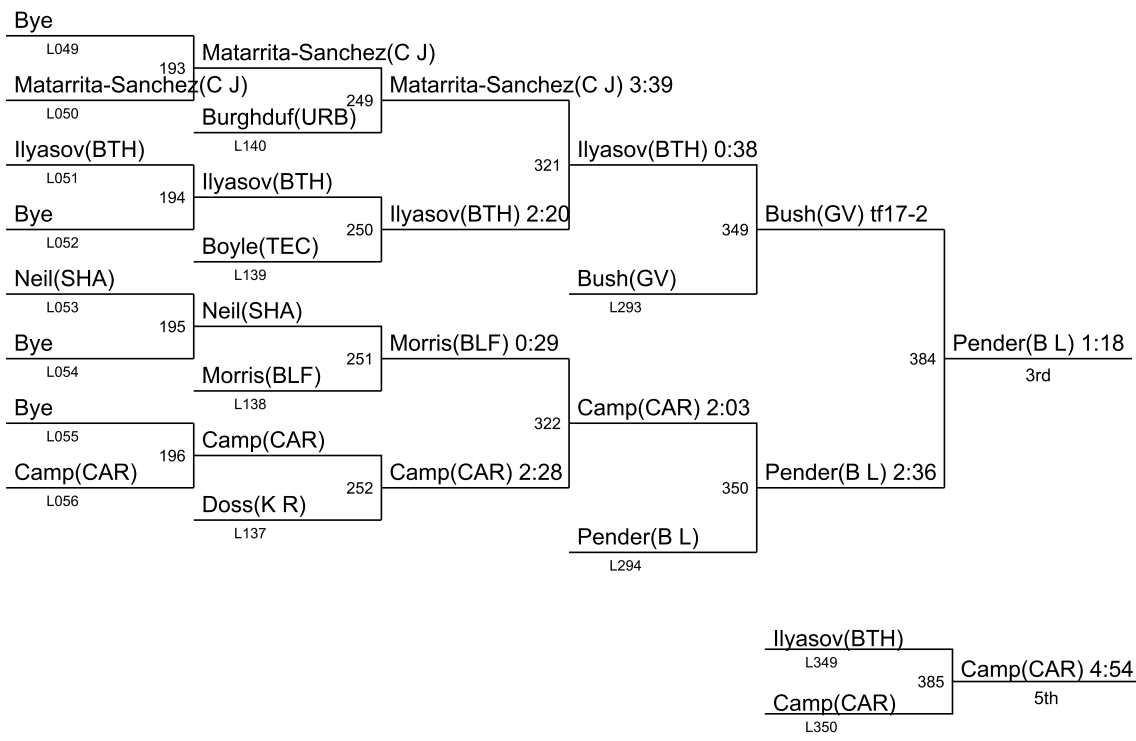 Bye
L049
193
Matarrita-Sanchez(C J)
L050
Matarrita-Sanchez(C J)
249
Burghduf(URB)
L140
Matarrita-Sanchez(C J) 3:39
Ilyasov(BTH)
L051
194
Bye
L052
Ilyasov(BTH)
250
Boyle(TEC)
L139
Ilyasov(BTH) 2:20
321
Ilyasov(BTH) 0:38
349
Bush(GV)
L293
Bush(GV) tf17-2
Neil(SHA)
L053
195
Bye
L054
Neil(SHA)
251
Morris(BLF)
L138
Morris(BLF) 0:29
Bye
L055
196
Camp(CAR)
L056
Camp(CAR)
252
Doss(K R)
L137
Camp(CAR) 2:28
322
Camp(CAR) 2:03
350
Pender(B L)
L294
Pender(B L) 2:36
384
Pender(B L) 1:18
3rd
Ilyasov(BTH)
L349
385
Camp(CAR)
L350
Camp(CAR) 4:54
5th